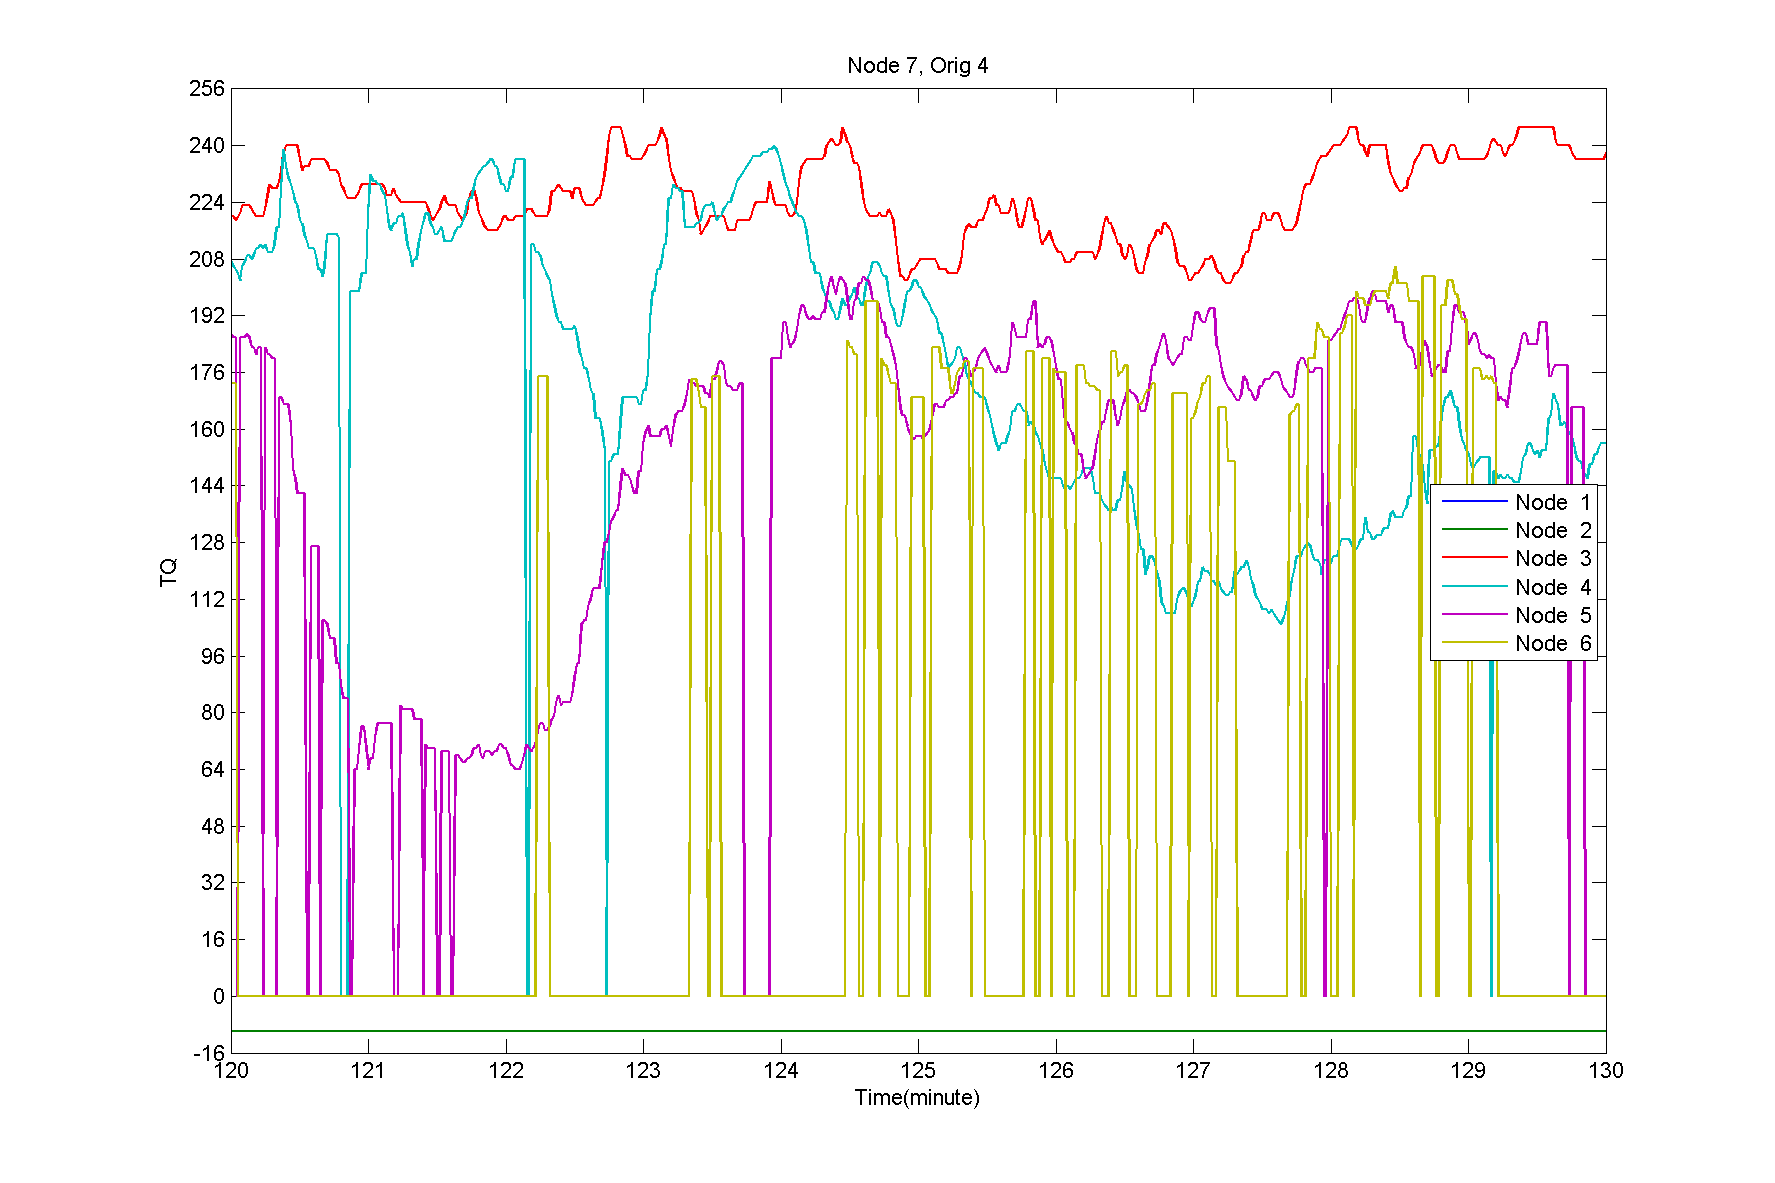 Node 7, Orig 4
256
240
224
208
192
176
160
144
128
112
96
80
64
48
32
16
0
-16
TQ
Node 1
Node 2
Node 3
Node 4
Node 5
Node 6
120 121 122 123 124 125 126 127 128 129 130
Time(minute)